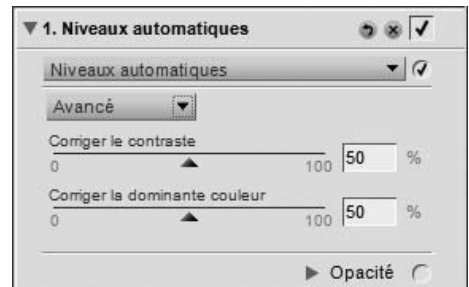 1. Niveaux automatiques
Niveaux automatiques
Avancé
Corriger le contraste
0 100 50 %
Corriger la dominante couleur
0 100 50 %
Opacité